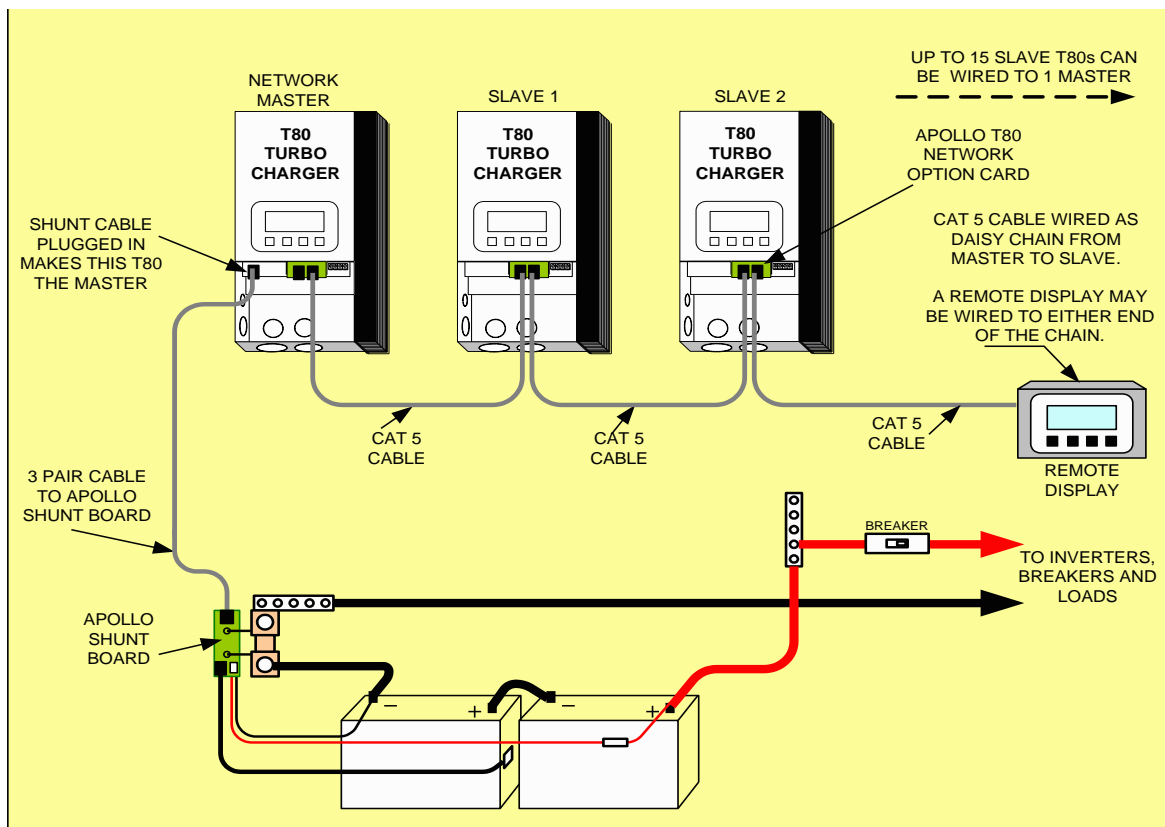 UP TO 15 SLAVE T80s CAN
BE WIRED TO 1 MASTER
NETWORK
MASTER
SLAVE 1
SLAVE 2
T80
TURBO
CHARGER
T80
TURBO
CHARGER
T80
TURBO
CHARGER
APOLLO T80
NETWORK
OPTION CARD
SHUNT CABLE
PLUGGED IN
MAKES THIS T80
THE MASTER
CAT 5 CABLE WIRED AS
DAISY CHAIN FROM
MASTER TO SLAVE.
A REMOTE DISPLAY MAY
BE WIRED TO EITHER END
OF THE CHAIN.
CAT 5
CABLE
CAT 5
CABLE
CAT 5
CABLE
REMOTE
DISPLAY
3 PAIR CABLE
TO APOLLO
SHUNT BOARD
BREAKER
TO INVERTERS,
BREAKERS AND
LOADS
APOLLO
SHUNT
BOARD
− + − +